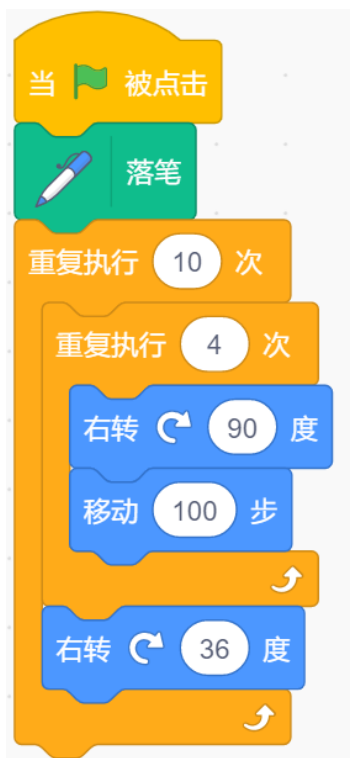 当 被点击
落笔
重复执行 10 次
重复执行 4 次
右转 90 度
移动 100 步
右转 36 度